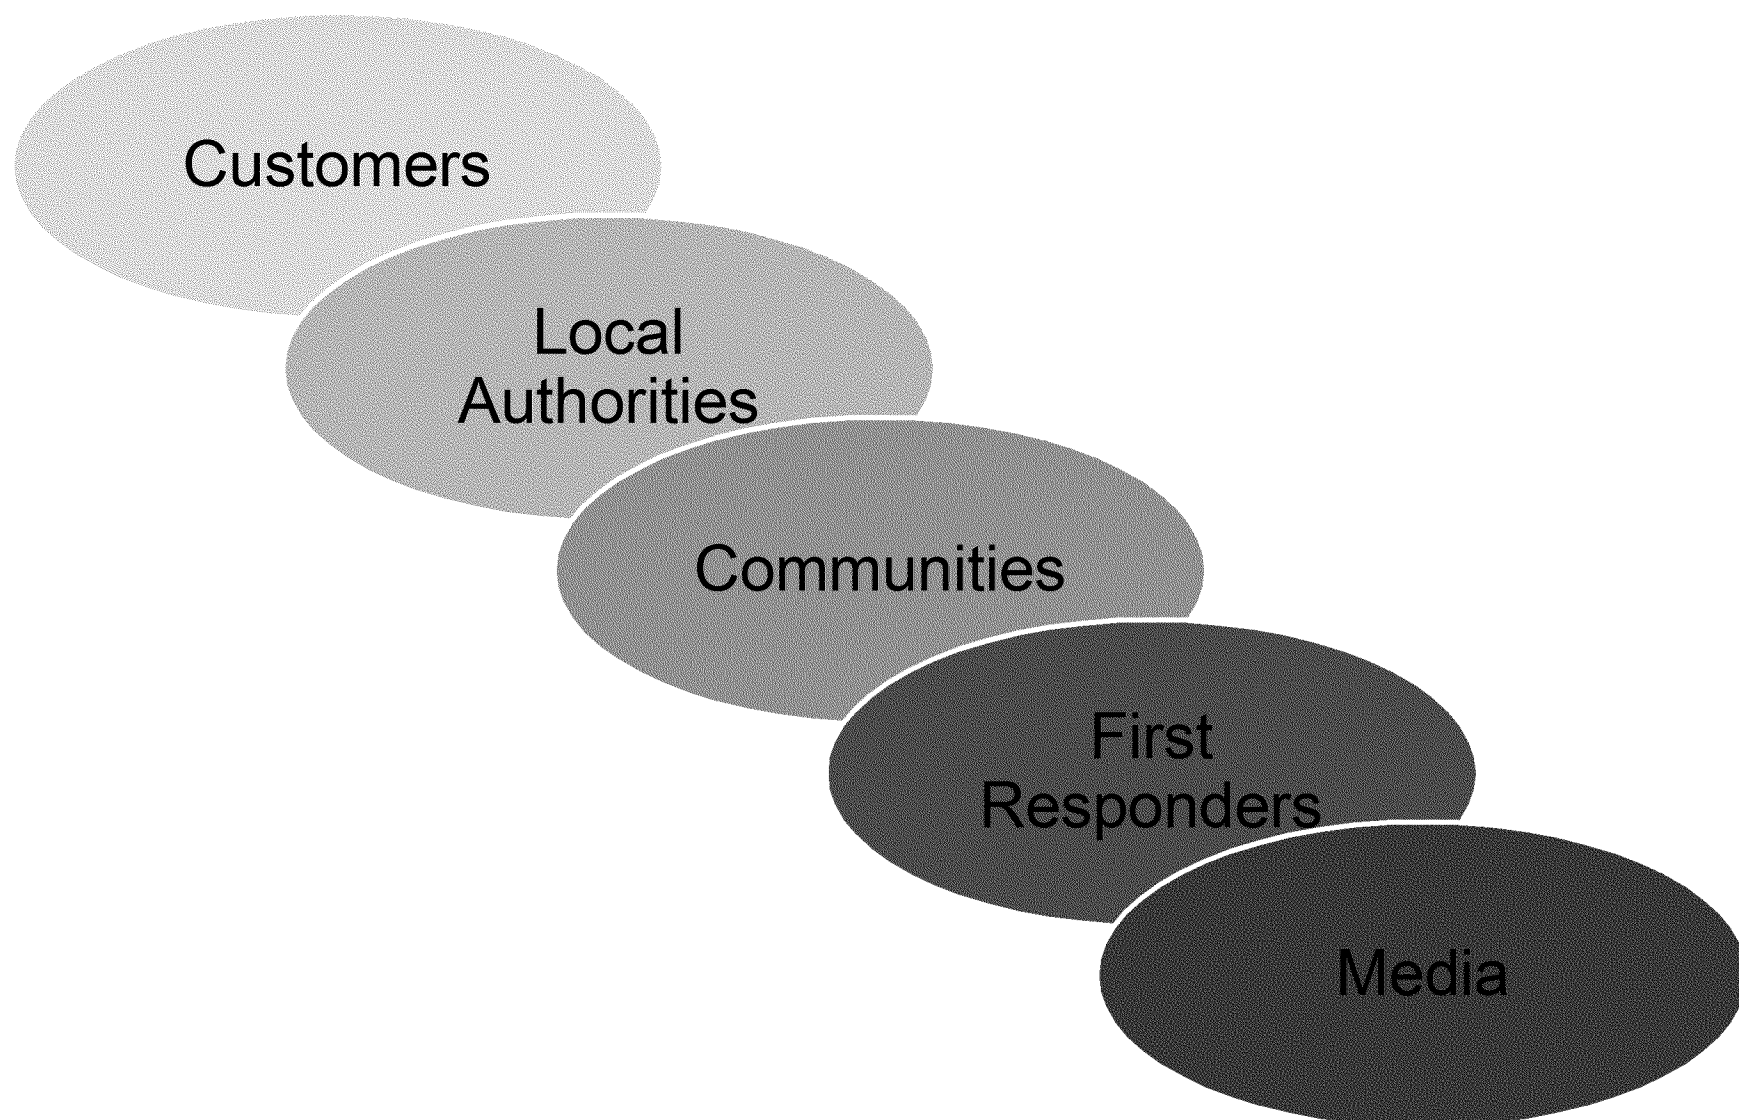 Customers
Local
Authorities
Communities
First
Responders
Media